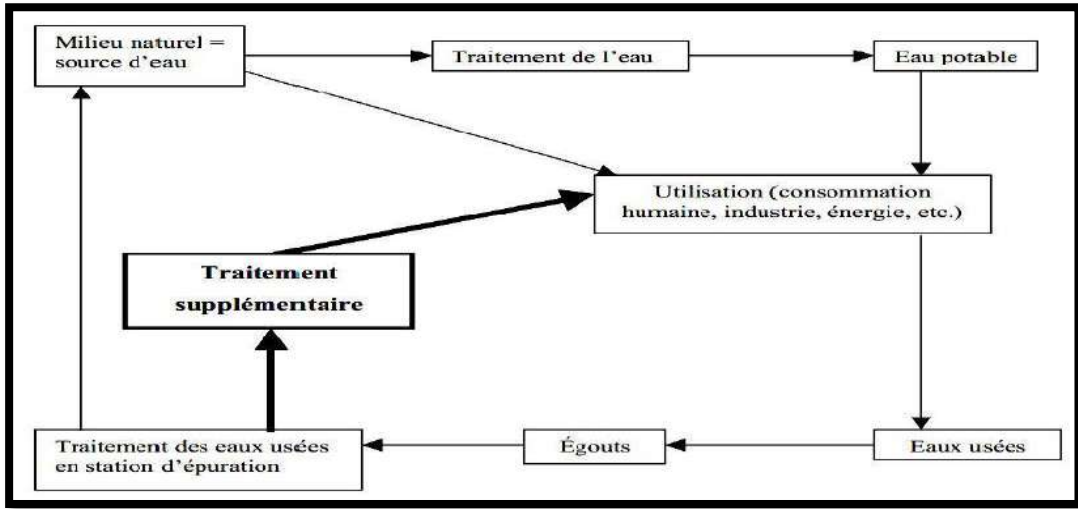 Milieu naturel =
source d'eau
Traitement de l'eau
Eau potable
Utilisation (consommation
humaine, industrie, énergie, etc.)
Traitement
supplémentaire
Traitement des eaux usées
en station d'épuration
Égouts
Eaux usées